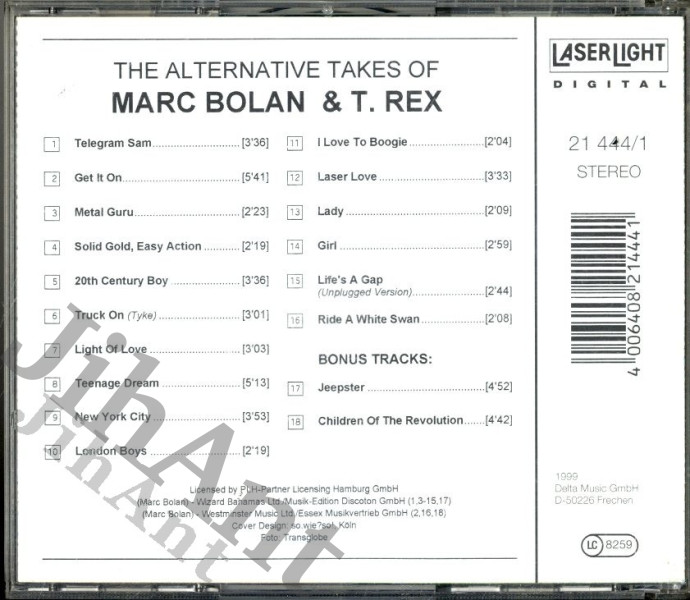 THE ALTERNATIVE TAKES OF
MARC BOLAN & T. REX
1 Telegram Sam [3'36]
2 Get It On [5'41]
3 Metal Guru [2'23]
4 Solid Gold, Easy Action [2'19]
5 20th Century Boy [3'36]
6 Truck On (Tyke) [3'01]
7 Light Of Love [3'03]
8 Teenage Dream [5'13]
9 New York City [3'53]
10 London Boys [2'19]
11 I Love To Boogie [2'04]
12 Laser Love [3'33]
13 Lady [2'09]
14 Girl [2'59]
15 Life's A Gap
(Unplugged Version) [2'44]
16 Ride A White Swan [2'08]
BONUS TRACKS:
17 Jeepster [4'52]
18 Children Of The Revolution [4'42]
Licensed by PLH-Partner Licensing Hamburg GmbH
(Marc Bolan) - Wizard Bahamas Ltd./Musik-Edition Discoton GmbH (1,3-15,17)
(Marc Bolan) - Westminster Music Ltd./Essex Musikvertrieb GmbH (2,16,18)
Cover Design: so wie?so!, Köln
Foto: Transglobe
LASERLIGHT
DIGITAL
21 444/1
STEREO
4 006408 214441
1999
Delta Music GmbH
D-50226 Frechen
LC 8259
JihAnt
JihAnt